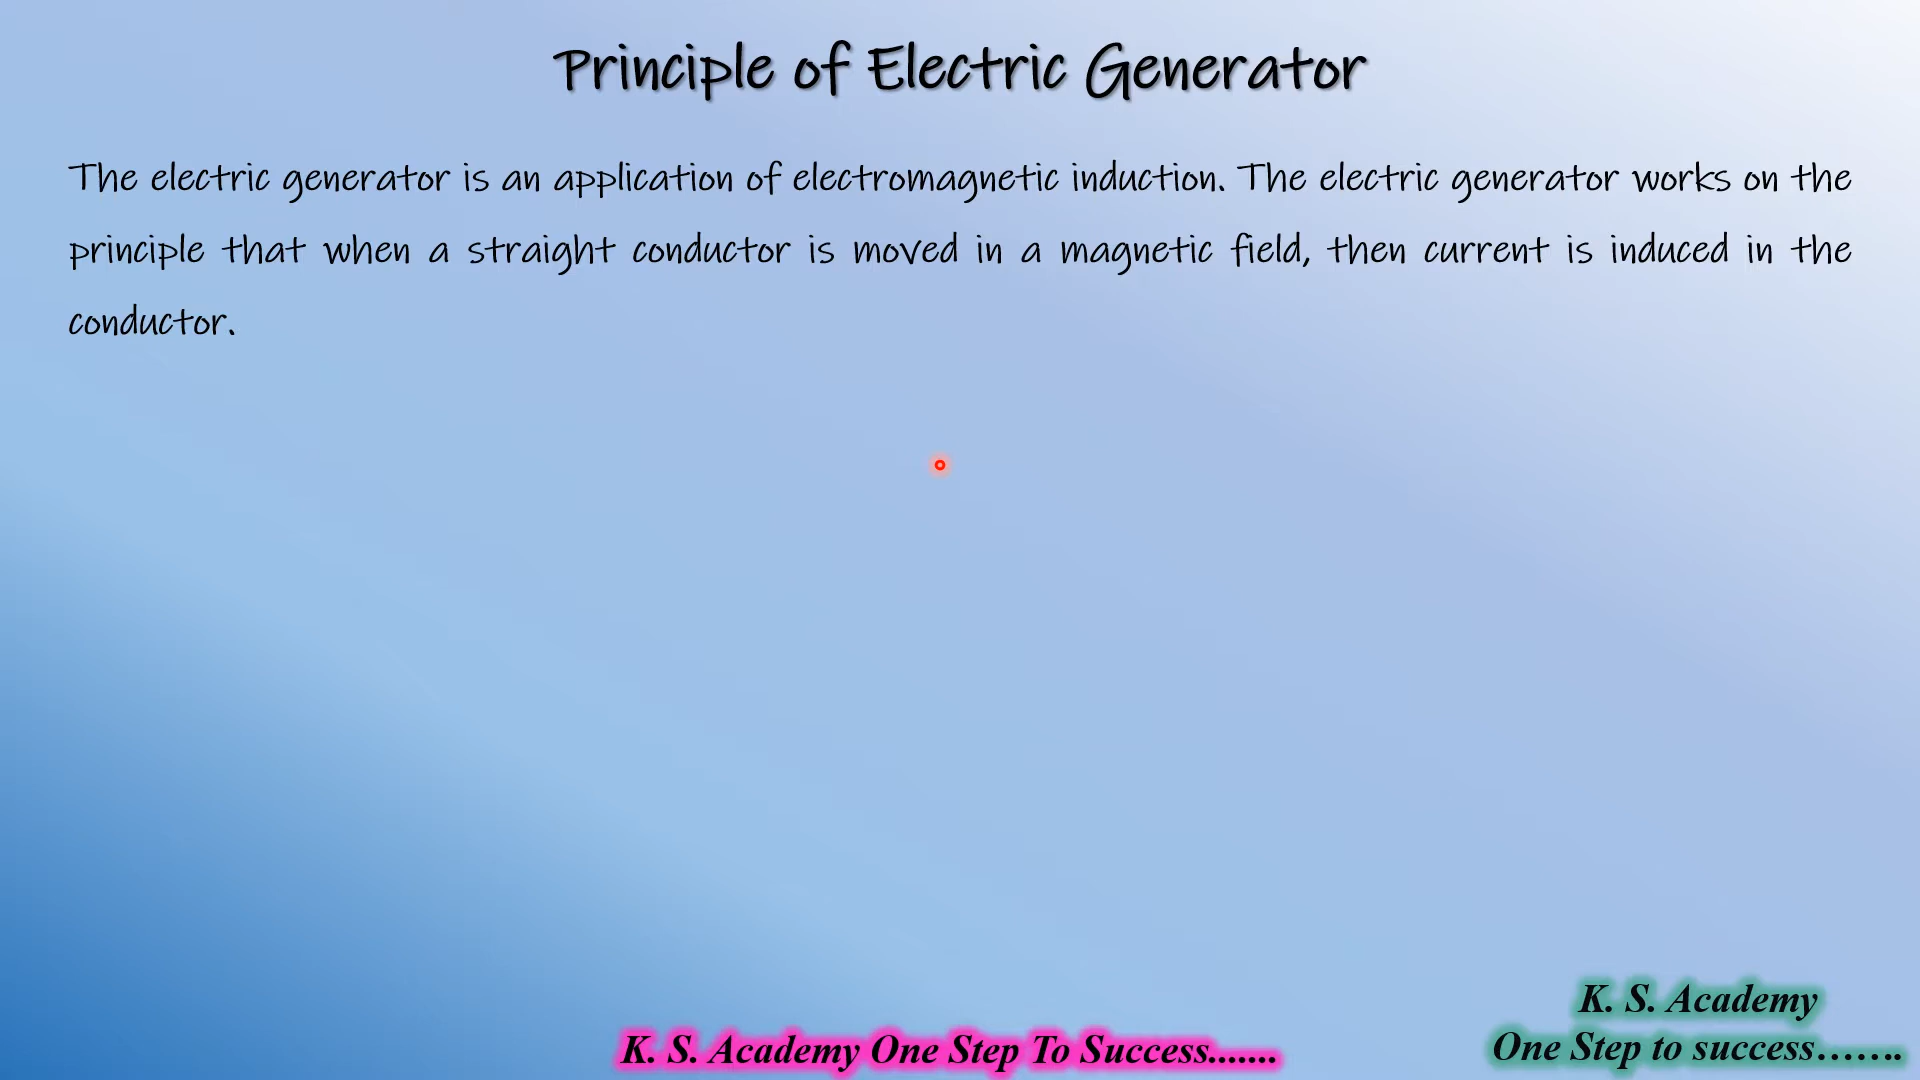 Principle of Electric Generator
The electric generator is an application of electromagnetic induction. The electric generator works on the
principle that when a straight conductor is moved in a magnetic field, then current is induced in the
conductor.
K. S. Academy
One Step to success…….
K. S. Academy One Step To Success.......